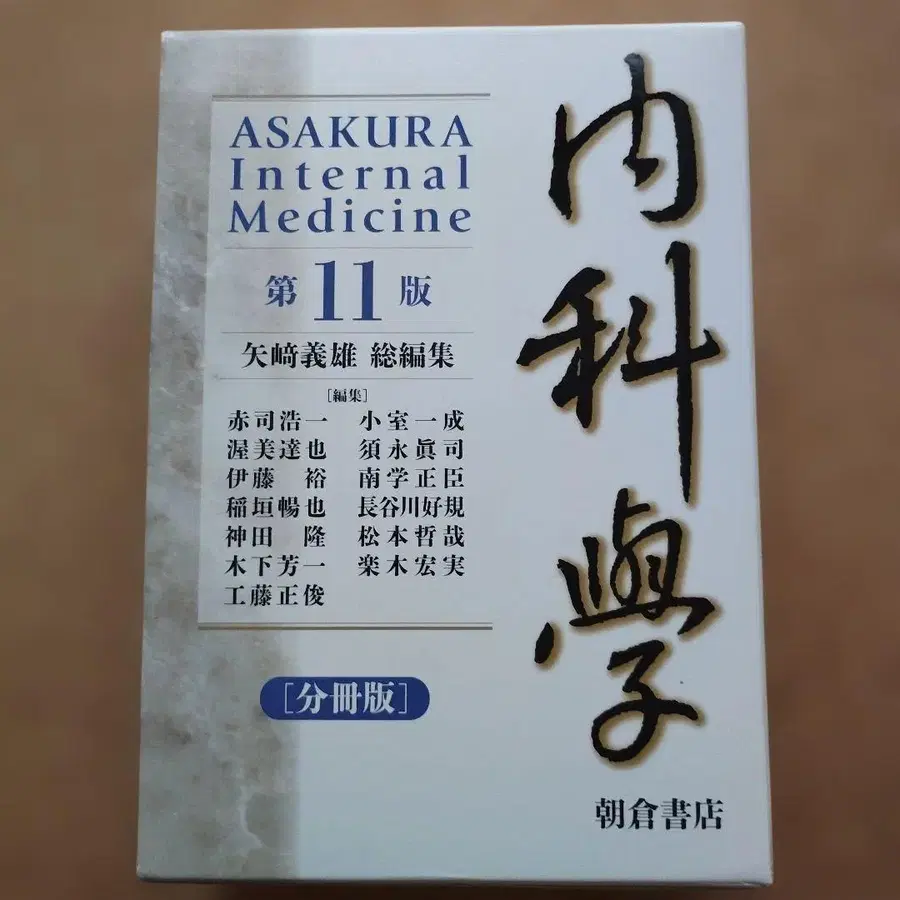 内科學
ASAKURA
Internal
Medicine
第11版
矢﨑義雄 総編集
[編集]
赤司浩一 小室一成
渥美達也 須永眞司
伊藤 裕 南学正臣
稲垣暢也 長谷川好規
神田 隆 松本哲哉
木下芳一 楽木宏実
工藤正俊
[分冊版]
朝倉書店